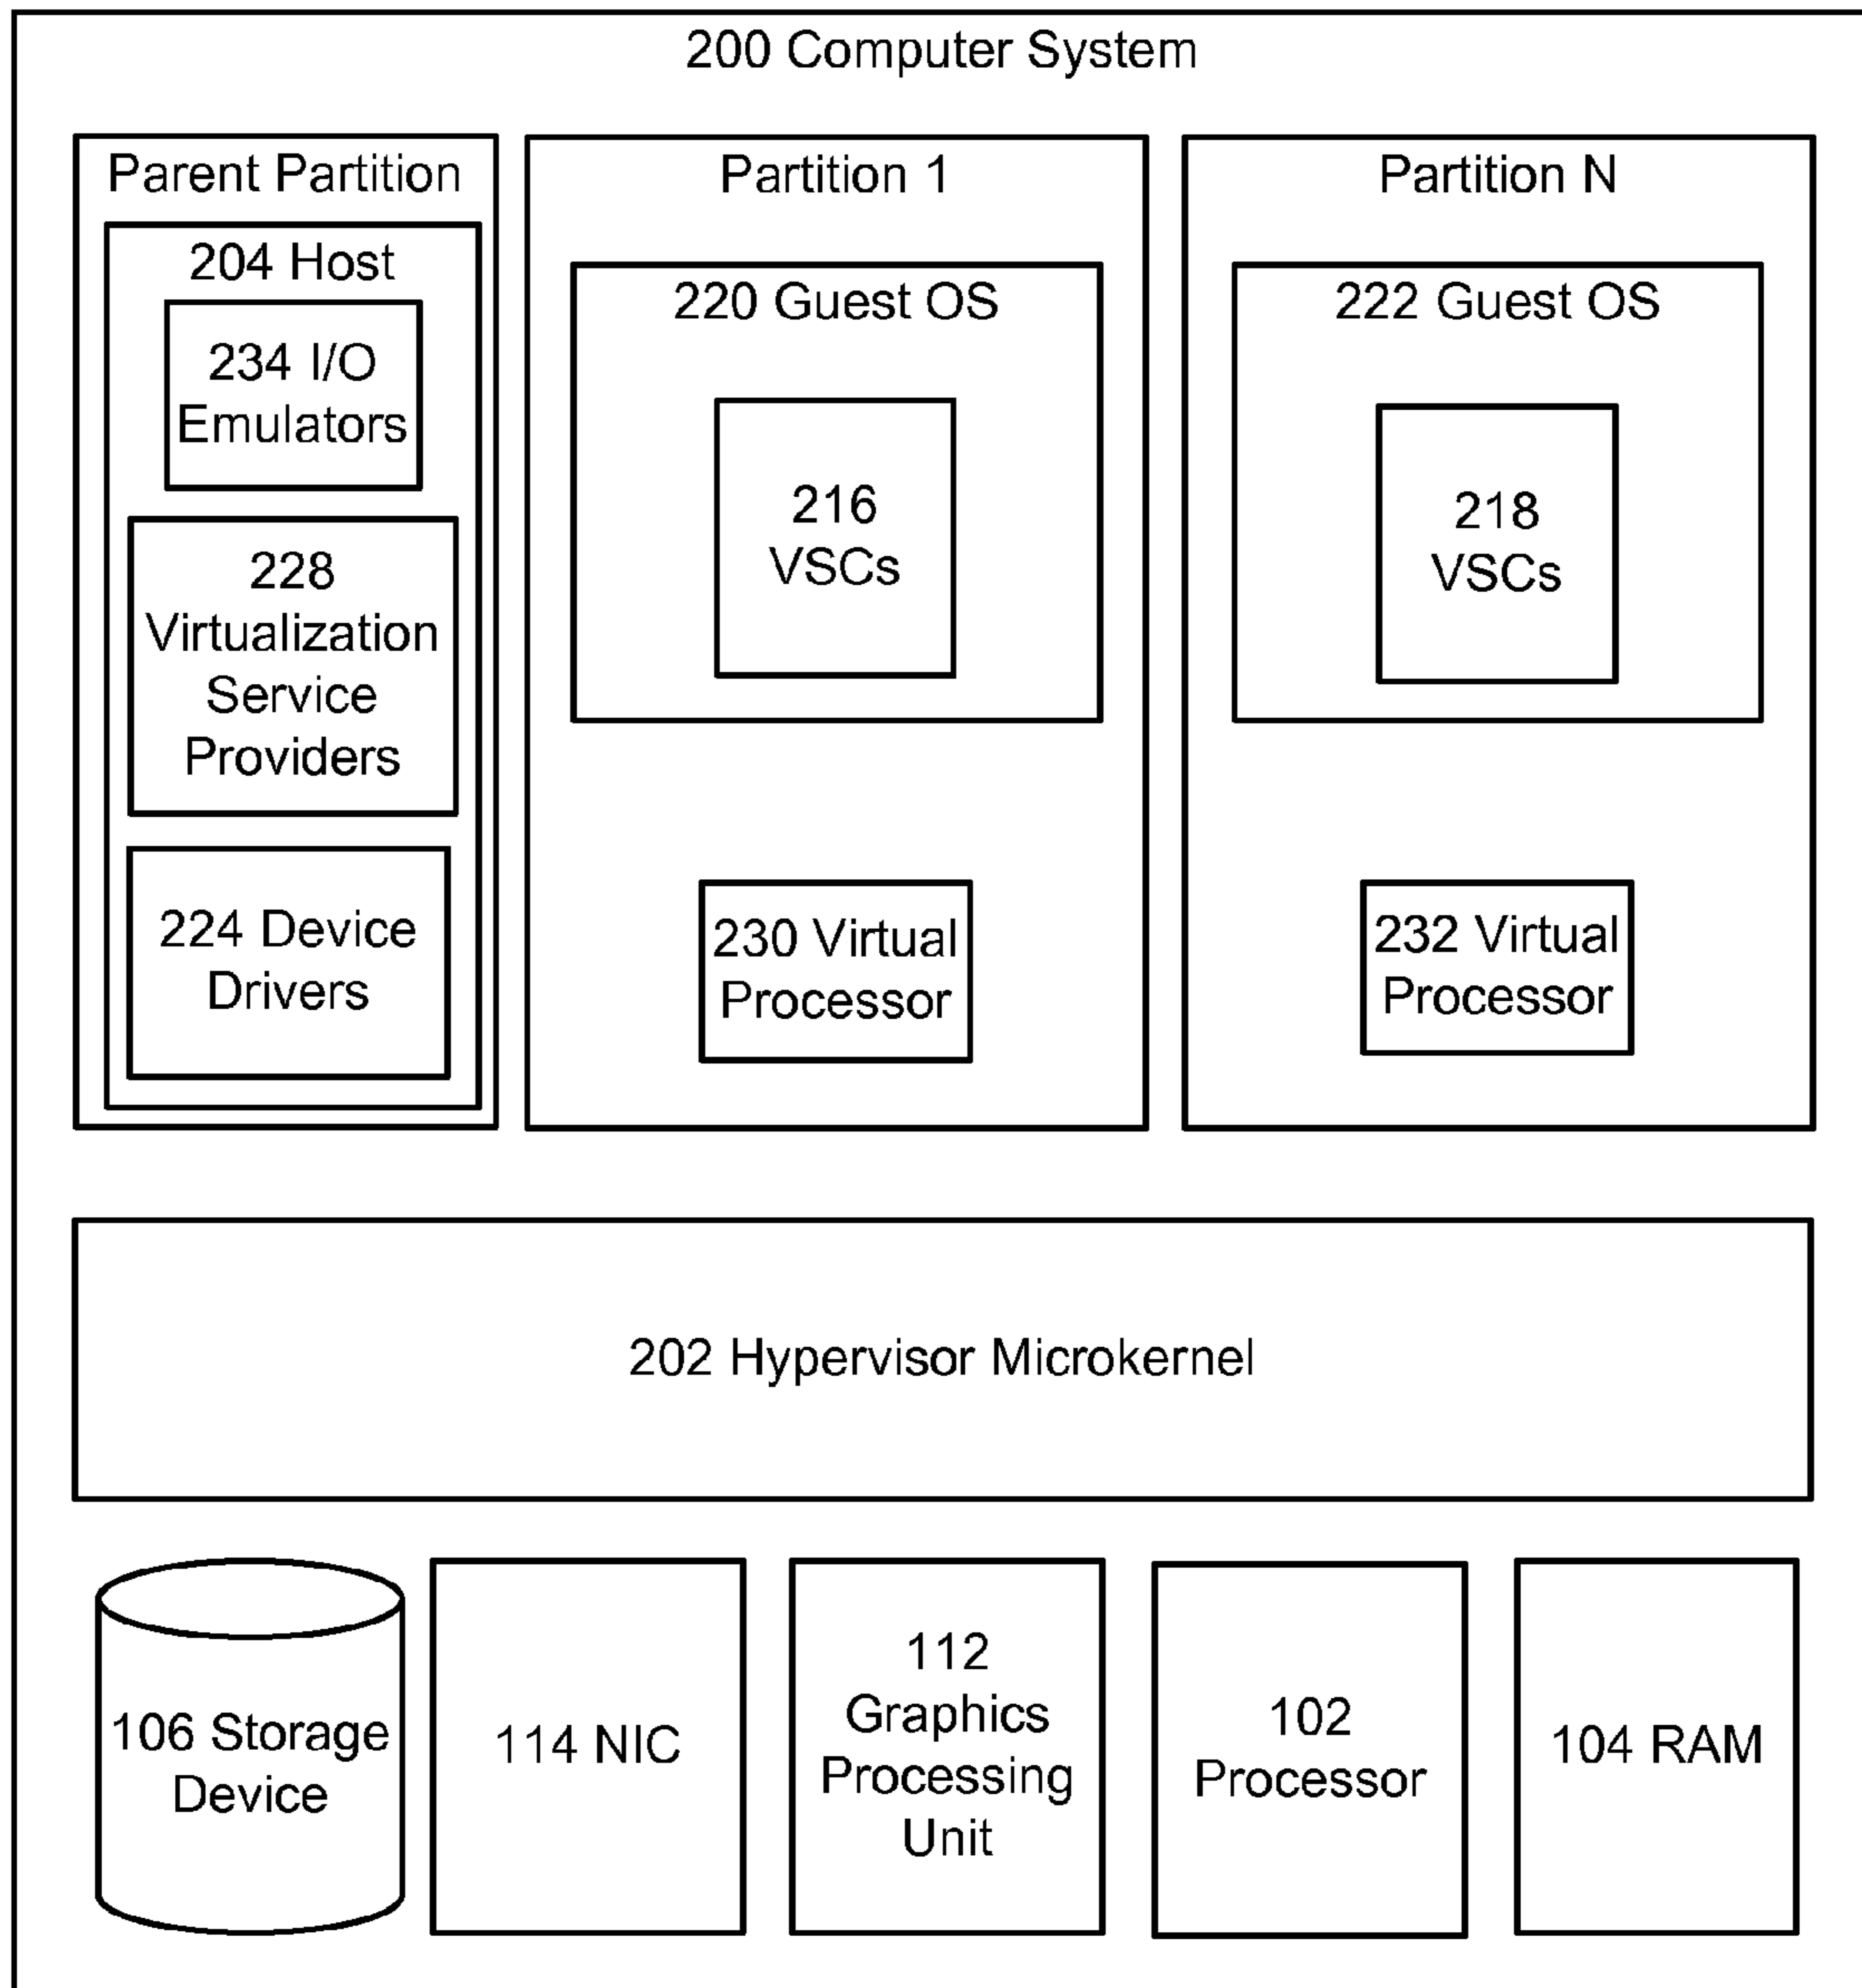 200 Computer System
Parent Partition
204 Host
234 I/O
Emulators
228
Virtualization
Service
Providers
224 Device
Drivers
Partition 1
220 Guest OS
216
VSCs
230 Virtual
Processor
Partition N
222 Guest OS
218
VSCs
232 Virtual
Processor
202 Hypervisor Microkernel
106 Storage
Device
114 NIC
112
Graphics
Processing
Unit
102
Processor
104 RAM